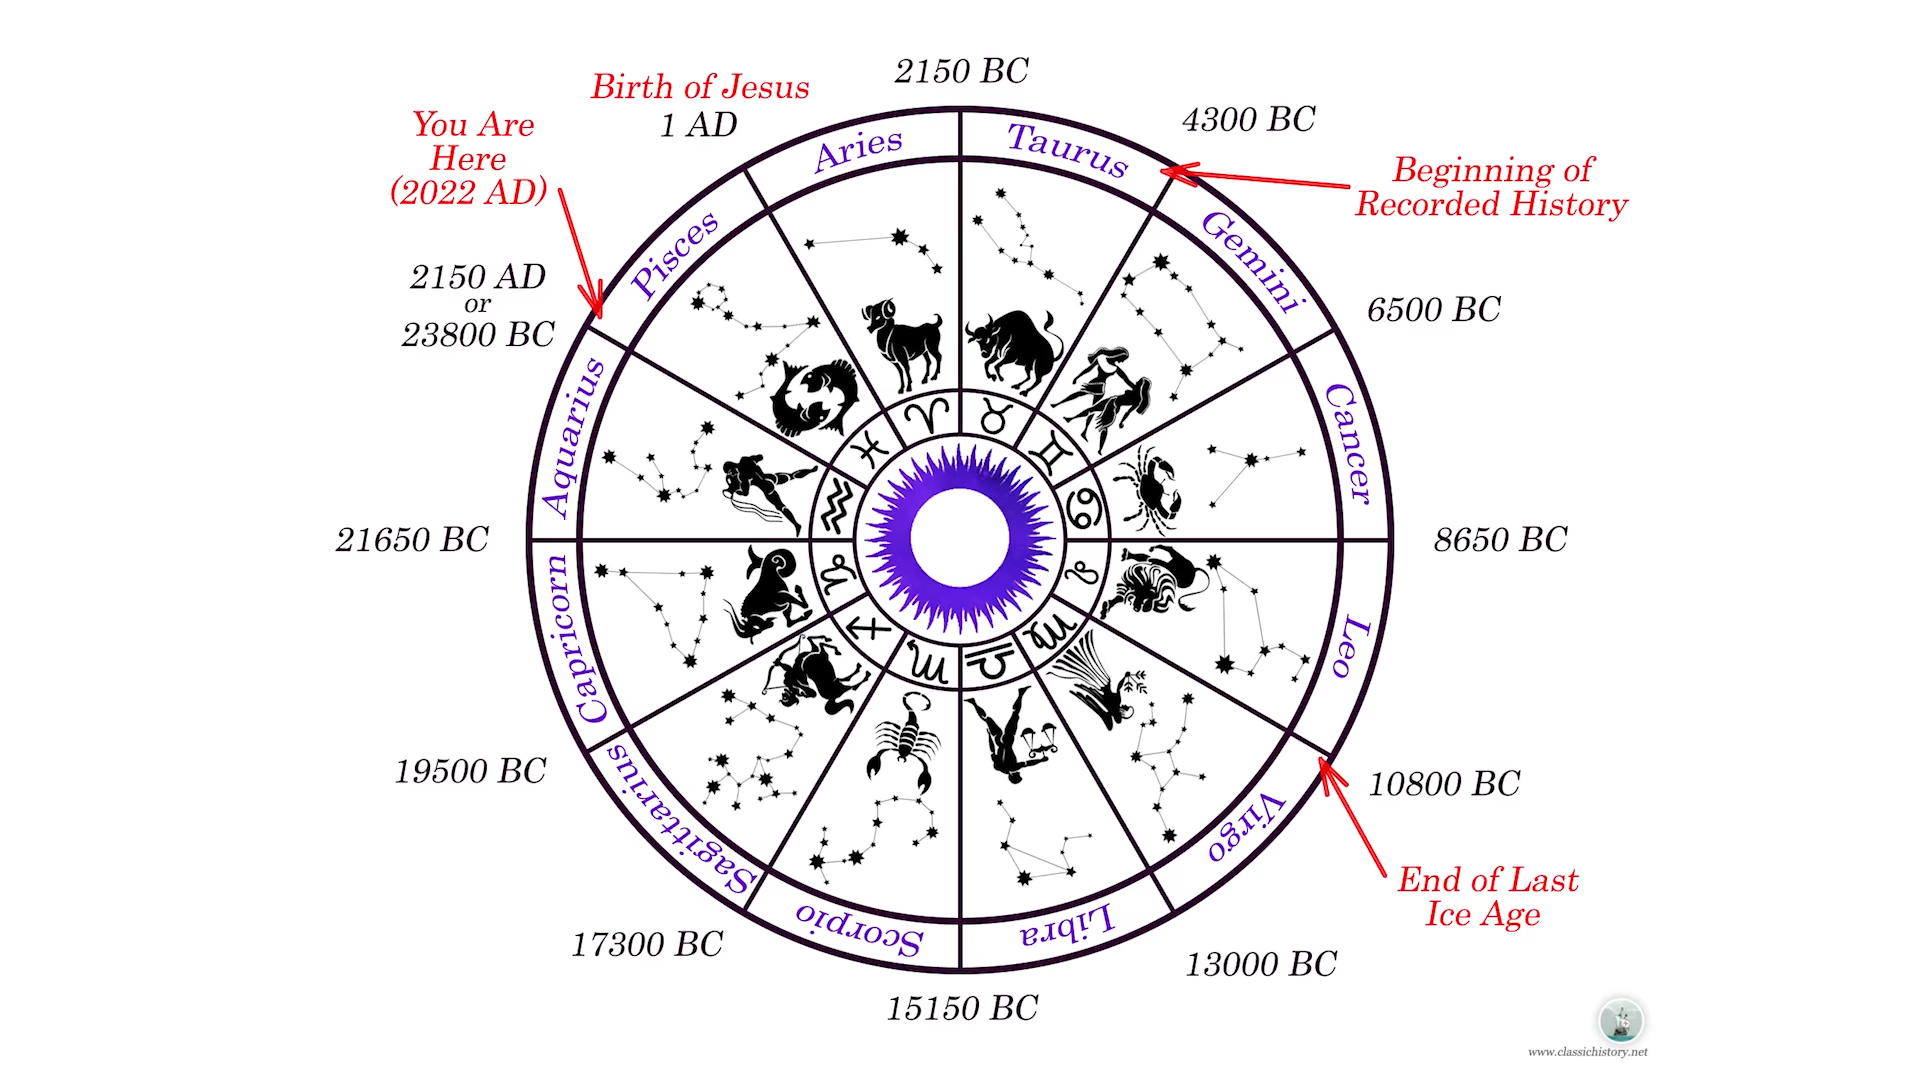 2150 BC
Birth of Jesus
1 AD
You Are
Here
(2022 AD)
4300 BC
Beginning of
Recorded History
Aries
Taurus
Pisces
Gemini
2150 AD
or
23800 BC
6500 BC
Aquarius
Cancer
21650 BC
8650 BC
Capricorn
Leo
19500 BC
10800 BC
Sagittarius
Virgo
End of Last
Ice Age
Scorpio
Libra
17300 BC
13000 BC
15150 BC
www.classichistory.net